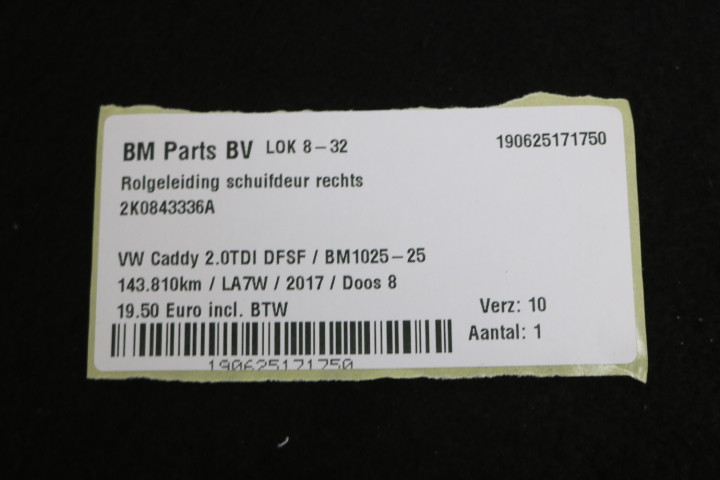 BM Parts BV LOK 8-32 190625171750
Rolgeleiding schuifdeur rechts
2K0843336A
VW Caddy 2.0TDI DFSF / BM1025-25
143.810km / LA7W / 2017 / Doos 8
19.50 Euro incl. BTW
Verz: 10
Aantal: 1
190625171750